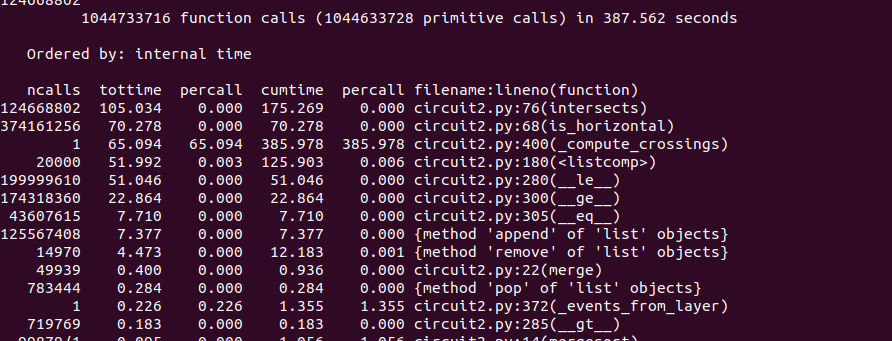 1044733716 function calls (1044633728 primitive calls) in 387.562 seconds
Ordered by: internal time
ncalls tottime percall cumtime percall filename:lineno(function)
124668802 105.034 0.000 175.269 0.000 circuit2.py:76(intersects)
374161256 70.278 0.000 70.278 0.000 circuit2.py:68(is_horizontal)
1 65.094 65.094 385.978 385.978 circuit2.py:400(_compute_crossings)
20000 51.992 0.003 125.903 0.006 circuit2.py:180(<listcomp>)
199999610 51.046 0.000 51.046 0.000 circuit2.py:280(__le__)
174318360 22.864 0.000 22.864 0.000 circuit2.py:300(__ge__)
43607615 7.710 0.000 7.710 0.000 circuit2.py:305(__eq__)
125567408 7.377 0.000 7.377 0.000 {method 'append' of 'list' objects}
14970 4.473 0.000 12.183 0.001 {method 'remove' of 'list' objects}
49939 0.400 0.000 0.936 0.000 circuit2.py:22(merge)
783444 0.284 0.000 0.284 0.000 {method 'pop' of 'list' objects}
1 0.226 0.226 1.355 1.355 circuit2.py:372(_events_from_layer)
719769 0.183 0.000 0.183 0.000 circuit2.py:285(__gt__)